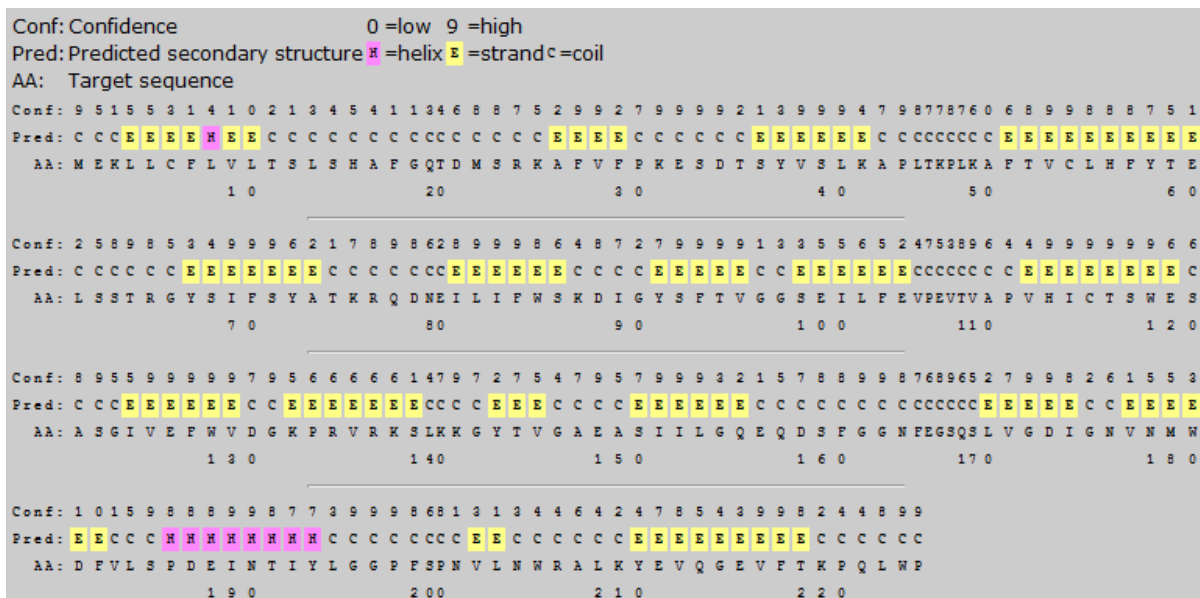 Conf: Confidence 0 =low 9 =high
Pred: Predicted secondary structure H =helix E =strand C =coil
AA: Target sequence
Conf: 9 5 1 5 5 3 1 4 1 0 2 1 3 4 5 4 1 1 3 4 6 8 8 7 5 2 9 9 2 7 9 9 9 9 2 1 3 9 9 9 4 7 9 8 7 7 8 7 6 0 6 8 9 9 8 8 8 7 5 1
Pred: C C C E E E E H E E C C C C C C C C C C C C C C C E E E E C C C C C C E E E E E E C C C C C C C C C E E E E E E E E E E
AA: M E K L L C F L V L T S L S H A F G Q T D M S R K A F V F P K E S D T S Y V S L K A P L T K P L K A F T V C L H F Y T E
10 20 30 40 50 60
Conf: 2 5 8 9 8 5 3 4 9 9 9 6 2 1 7 8 9 8 6 2 8 9 9 9 8 6 4 8 7 2 7 9 9 9 9 1 3 3 5 5 6 5 2 4 7 5 3 8 9 6 4 4 9 9 9 9 9 9 6 6
Pred: C C C C C C E E E E E E E C C C C C C C E E E E E E C C C C E E E E E C C E E E E E E C C C C C C C C E E E E E E E E C
AA: L S S T R G Y S I F S Y A T K R Q D N E I L I F W S K D I G Y S F T V G G S E I L F E V P E V T V A P V H I C T S W E S
70 80 90 100 110 120
Conf: 8 9 5 5 9 9 9 9 9 7 9 5 6 6 6 6 6 1 4 7 9 7 2 7 5 4 7 9 5 7 9 9 9 3 2 1 5 7 8 8 9 9 8 7 6 8 9 6 5 2 7 9 9 8 2 6 1 5 5 3
Pred: C C C E E E E E E C C E E E E E E E C C C C E E E C C C C E E E E E E C C C C C C C C C C C C C C E E E E E C C E E E E
AA: A S G I V E F W V D G K P R V R K S L K K G Y T V G A E A S I I L G Q E Q D S F G G N F E G S Q S L V G D I G N V N M W
130 140 150 160 170 180
Conf: 1 0 1 5 9 8 8 8 9 9 8 7 7 3 9 9 9 8 6 8 1 3 1 3 4 4 6 4 2 4 7 8 5 4 3 9 9 8 2 4 4 8 9 9
Pred: E E C C C H H H H H H H H C C C C C C C C E E C C C C C C E E E E E E E E E C C C C C C
AA: D F V L S P D E I N T I Y L G G P F S P N V L N W R A L K Y E V Q G E V F T K P Q L W P
190 200 210 220